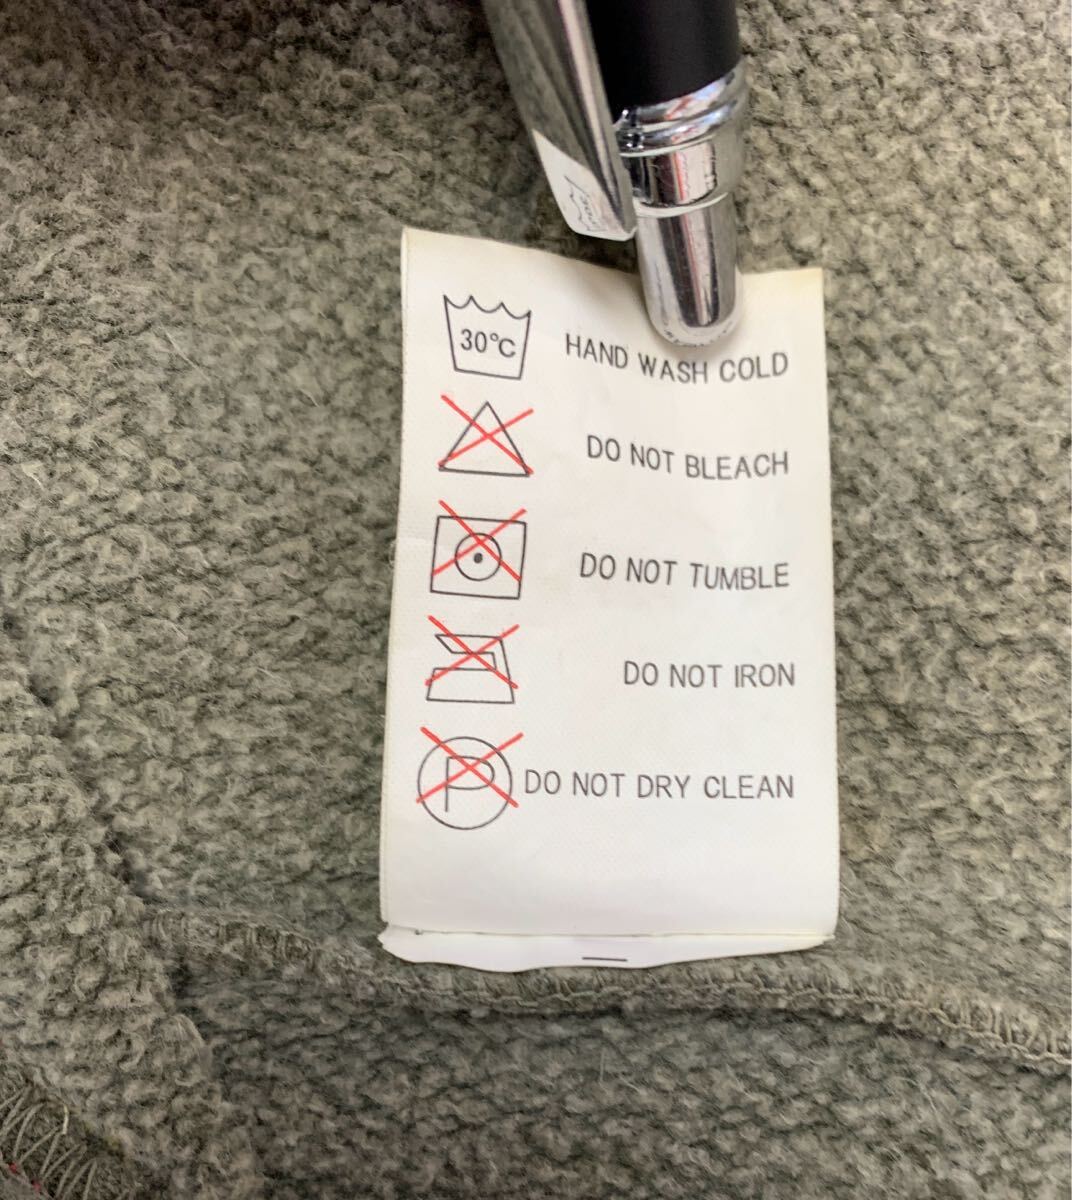 30°C HAND WASH COLD
DO NOT BLEACH
DO NOT TUMBLE
DO NOT IRON
P DO NOT DRY CLEAN